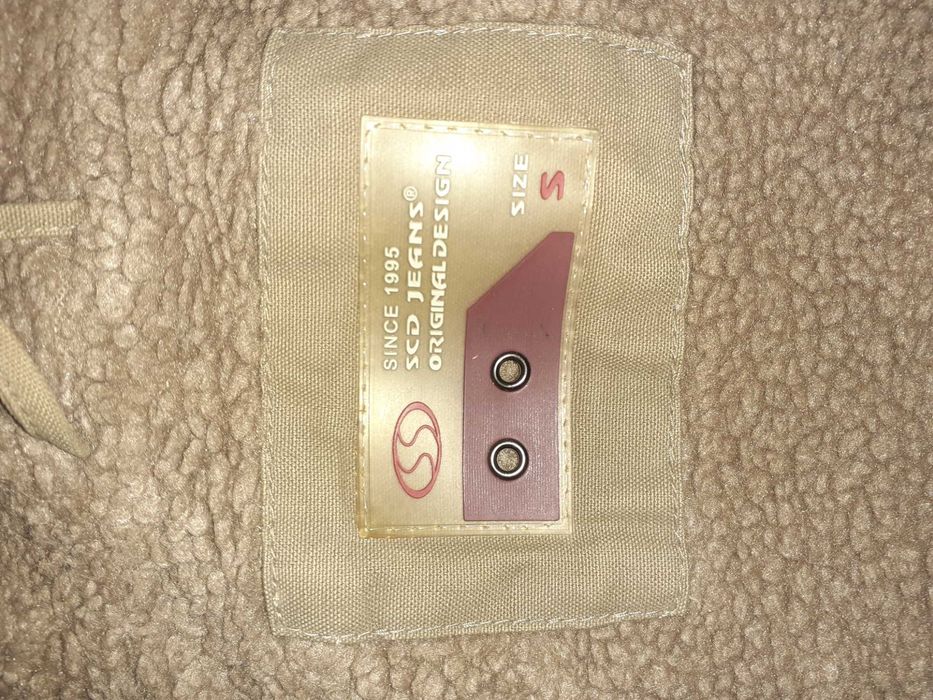 SINCE 1995
SCD JEANS®
ORIGINAL DESIGN
SIZE
S